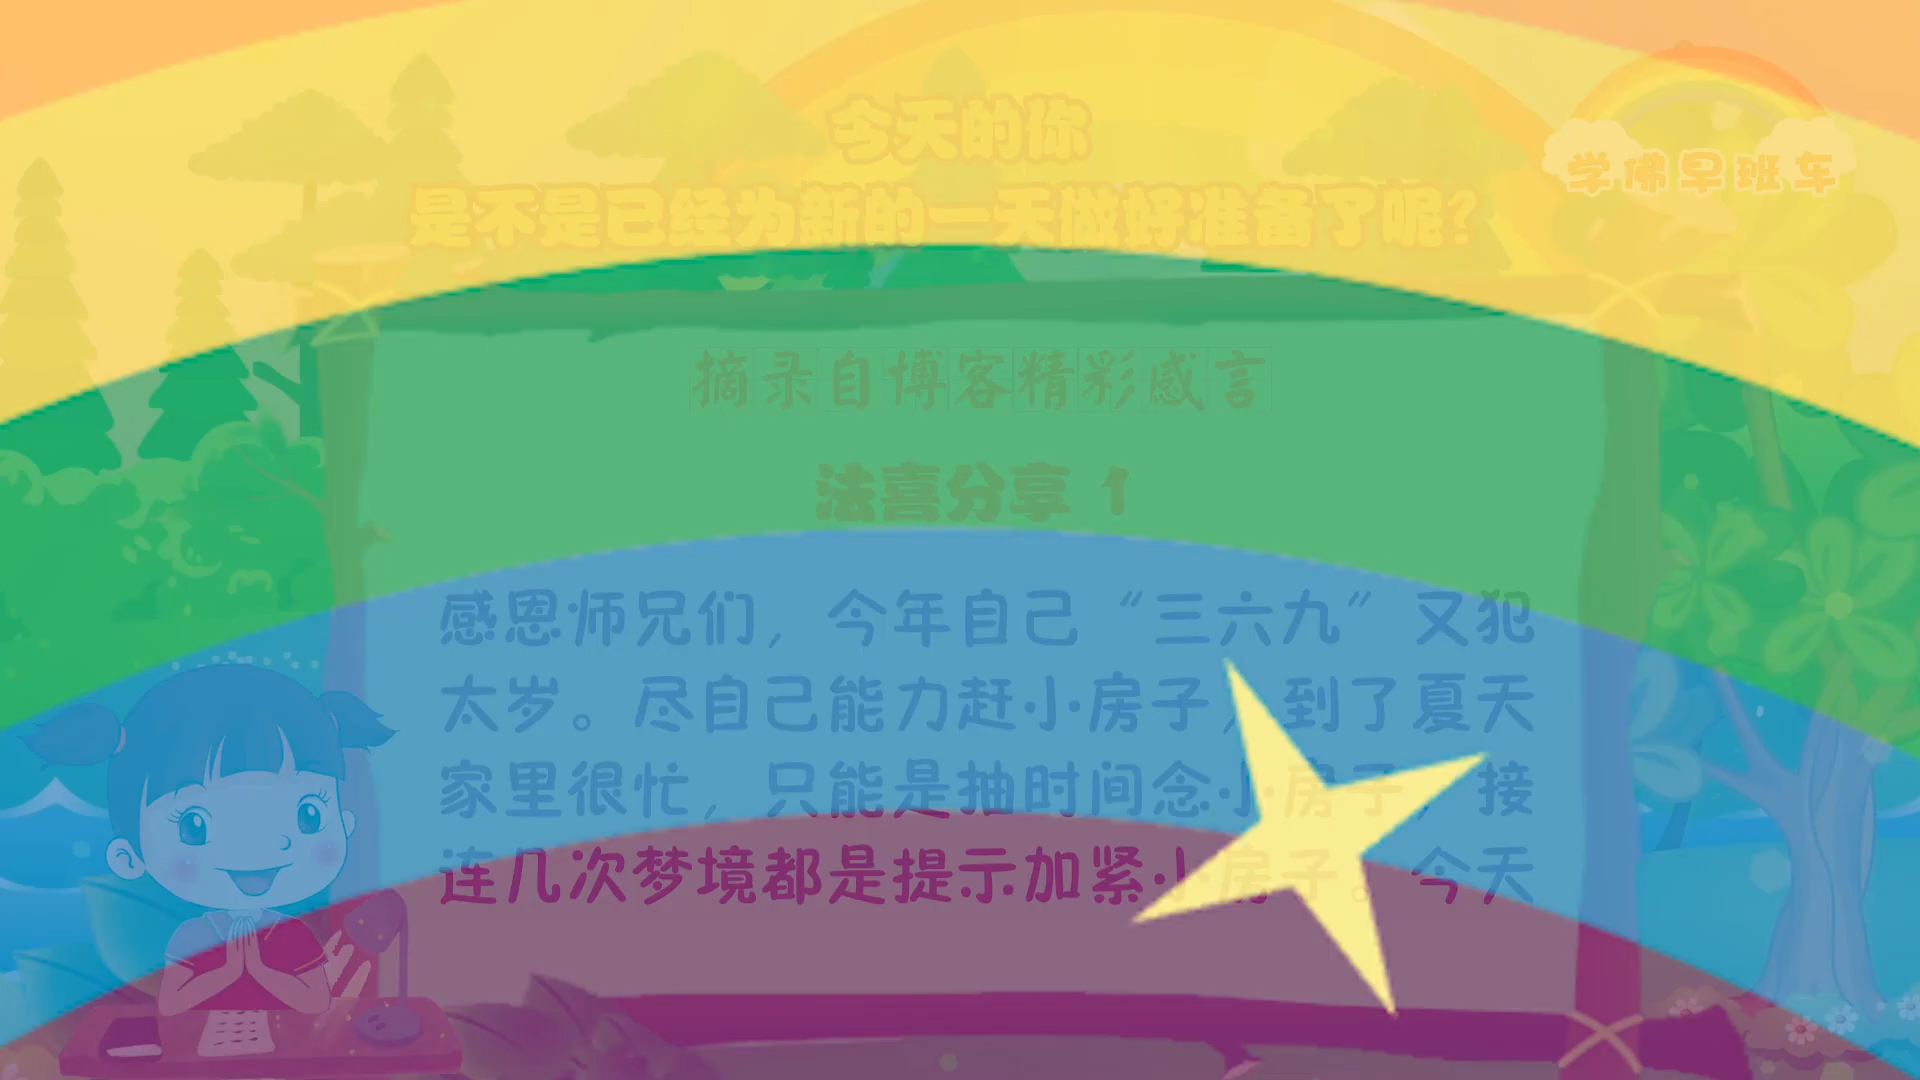 今天的你
学佛早班车
是不是已经为新的一天做好准备了呢？
摘录自博客精彩感言
法喜分享 1
感恩师兄们，今年自己“三六九”又犯
太岁。尽自己能力赶小房子，到了夏天
家里很忙，只能是抽时间念小房子，接
连几次梦境都是提示加紧小房子。今天